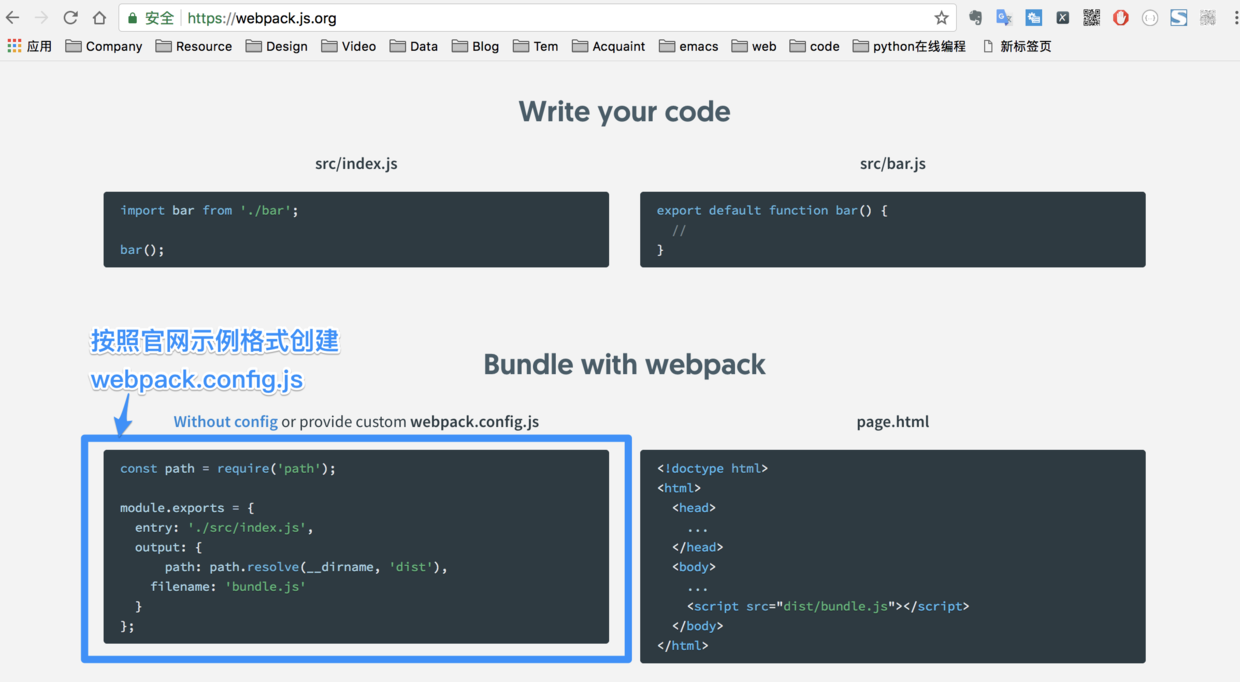 安全 https://webpack.js.org
应用 Company Resource Design Video Data Blog Tem Acquaint emacs web code python在线编程 新标签页
Write your code
src/index.js
import bar from './bar';
bar();
src/bar.js
export default function bar() {
//
}
按照官网示例格式创建
webpack.config.js
Bundle with webpack
Without config or provide custom webpack.config.js
const path = require('path');
module.exports = {
entry: './src/index.js',
output: {
path: path.resolve(__dirname, 'dist'),
filename: 'bundle.js'
}
};
page.html
<!doctype html>
<html>
<head>
...
</head>
<body>
...
<script src="dist/bundle.js"></script>
</body>
</html>